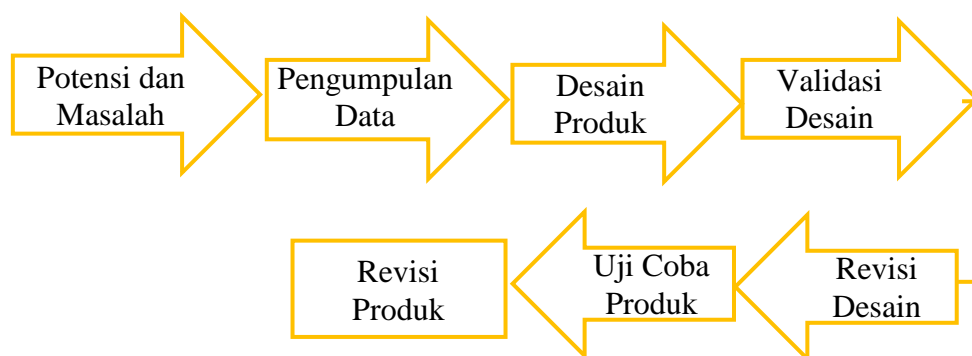 Potensi dan
Masalah
Pengumpulan
Data
Desain
Produk
Validasi
Desain
Revisi
Desain
Uji Coba
Produk
Revisi
Produk